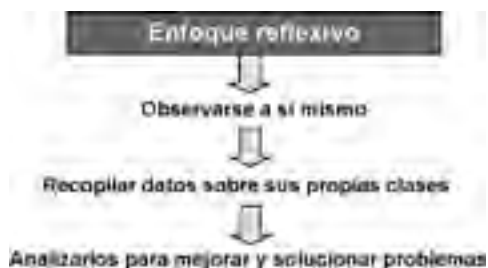 Enfoque reflexivo
Observarse a sí mismo
Recopilar datos sobre sus propias clases
Analizarlos para mejorar y solucionar problemas